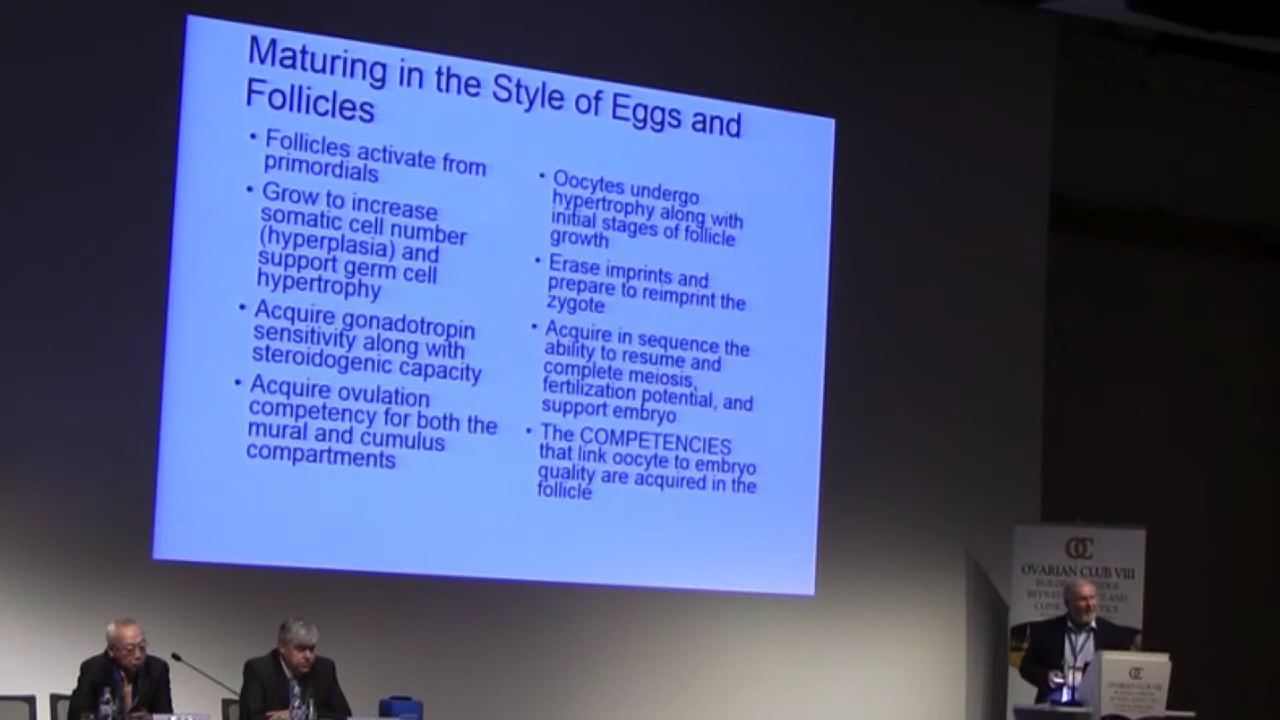 Maturing in the Style of Eggs and
Follicles
• Follicles activate from
primordials
• Grow to increase
somatic cell number
(hyperplasia) and
support germ cell
hypertrophy
• Acquire gonadotropin
sensitivity along with
steroidogenic capacity
• Acquire ovulation
competency for both the
mural and cumulus
compartments
• Oocytes undergo
hypertrophy along with
initial stages of follicle
growth
• Erase imprints and
prepare to reimprint the
zygote
• Acquire in sequence the
ability to resume and
complete meiosis,
fertilization potential, and
support embryo
• The COMPETENCIES
that link oocyte to embryo
quality are acquired in the
follicle
OC
OVARIAN CLUB VIII
OC
OVARIAN CLUB VIII